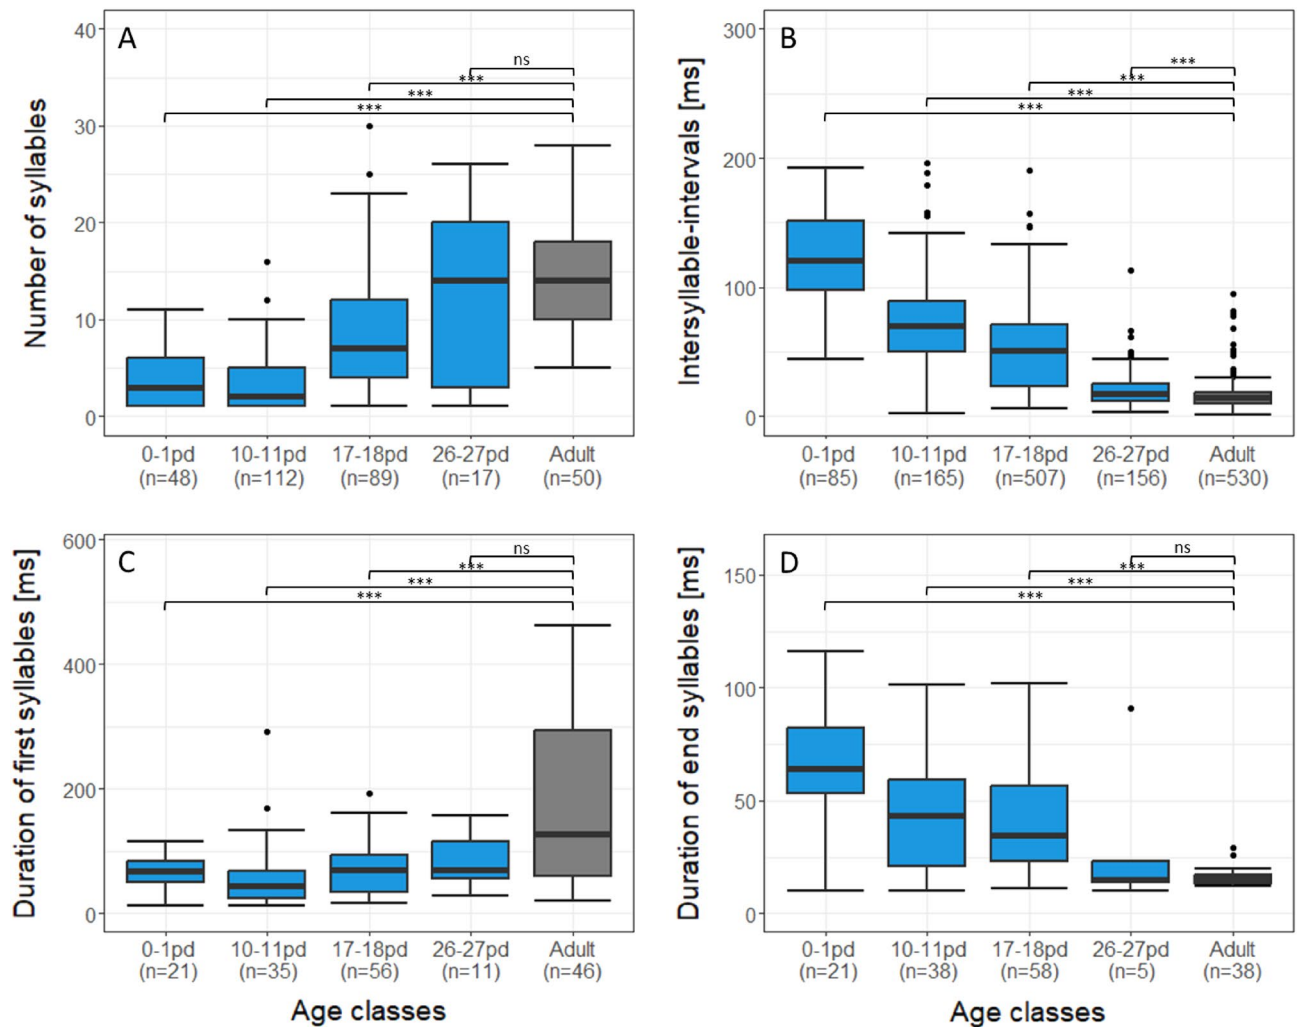 A
Number of syllables
40
30
20
10
0
ns
***
***
***
0-1pd 10-11pd 17-18pd 26-27pd Adult
(n=48) (n=112) (n=89) (n=17) (n=50)
B
Intersyllable-intervals [ms]
300
200
100
0
***
***
***
***
0-1pd 10-11pd 17-18pd 26-27pd Adult
(n=85) (n=165) (n=507) (n=156) (n=530)
C
Duration of first syllables [ms]
600
400
200
0
ns
***
***
***
0-1pd 10-11pd 17-18pd 26-27pd Adult
(n=21) (n=35) (n=56) (n=11) (n=46)
Age classes
D
Duration of end syllables [ms]
150
100
50
0
ns
***
***
***
0-1pd 10-11pd 17-18pd 26-27pd Adult
(n=21) (n=38) (n=58) (n=5) (n=38)
Age classes